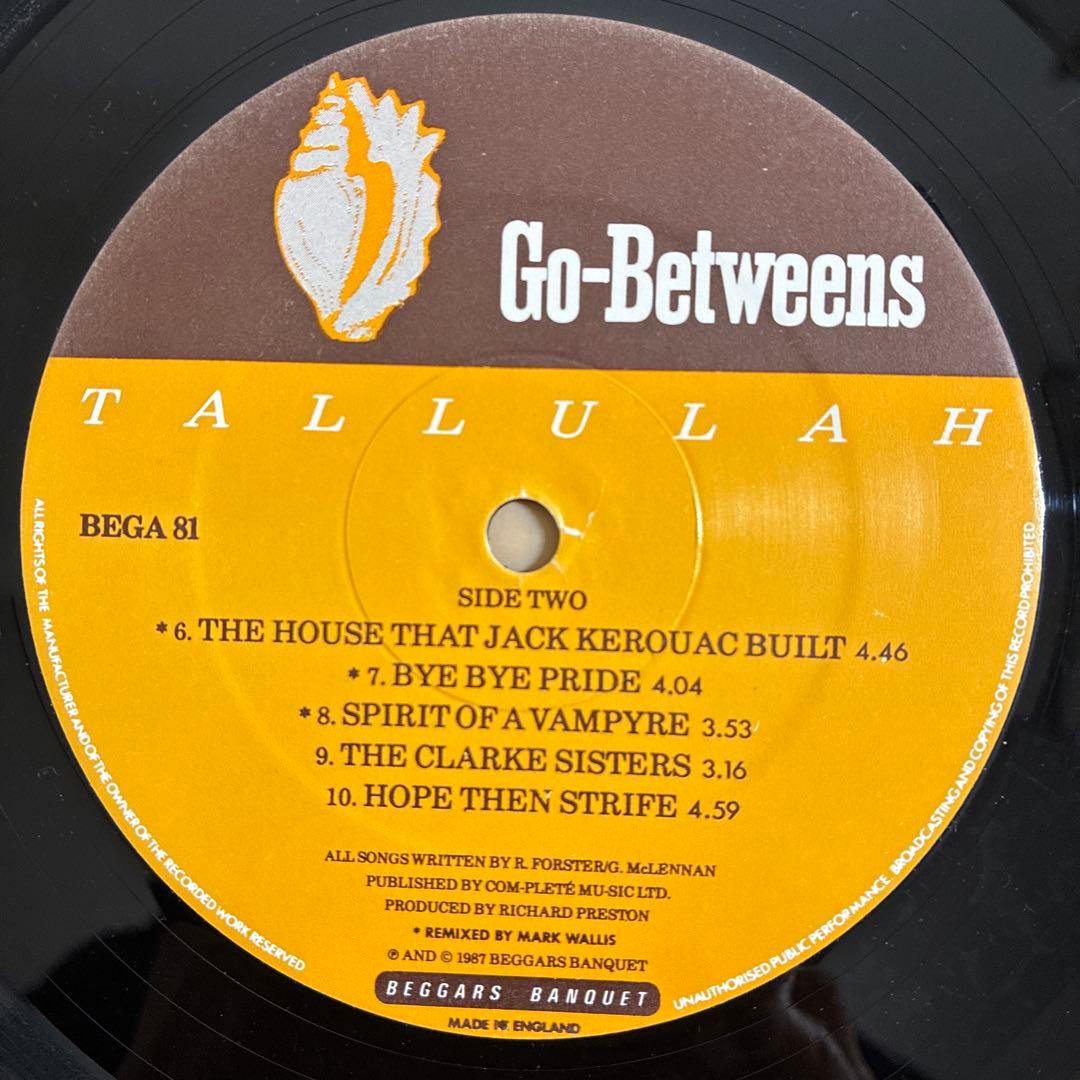 Go-Betweens
TALLULAH
BEGA 81
SIDE TWO
* 6. THE HOUSE THAT JACK KEROUAC BUILT 4.46
* 7. BYE BYE PRIDE 4.04
* 8. SPIRIT OF A VAMPYRE 3.53
9. THE CLARKE SISTERS 3.16
10. HOPE THEN STRIFE 4.59
ALL SONGS WRITTEN BY R. FORSTER/G. McLENNAN
PUBLISHED BY COM-PLETÉ MU-SIC LTD.
PRODUCED BY RICHARD PRESTON
* REMIXED BY MARK WALLIS
℗ AND © 1987 BEGGARS BANQUET
BEGGARS BANQUET
MADE IN ENGLAND
ALL RIGHTS OF THE MANUFACTURER AND OF THE OWNER OF THE RECORDED WORK RESERVED
UNAUTHORISED PUBLIC PERFORMANCE BROADCASTING AND COPYING OF THIS RECORD PROHIBITED